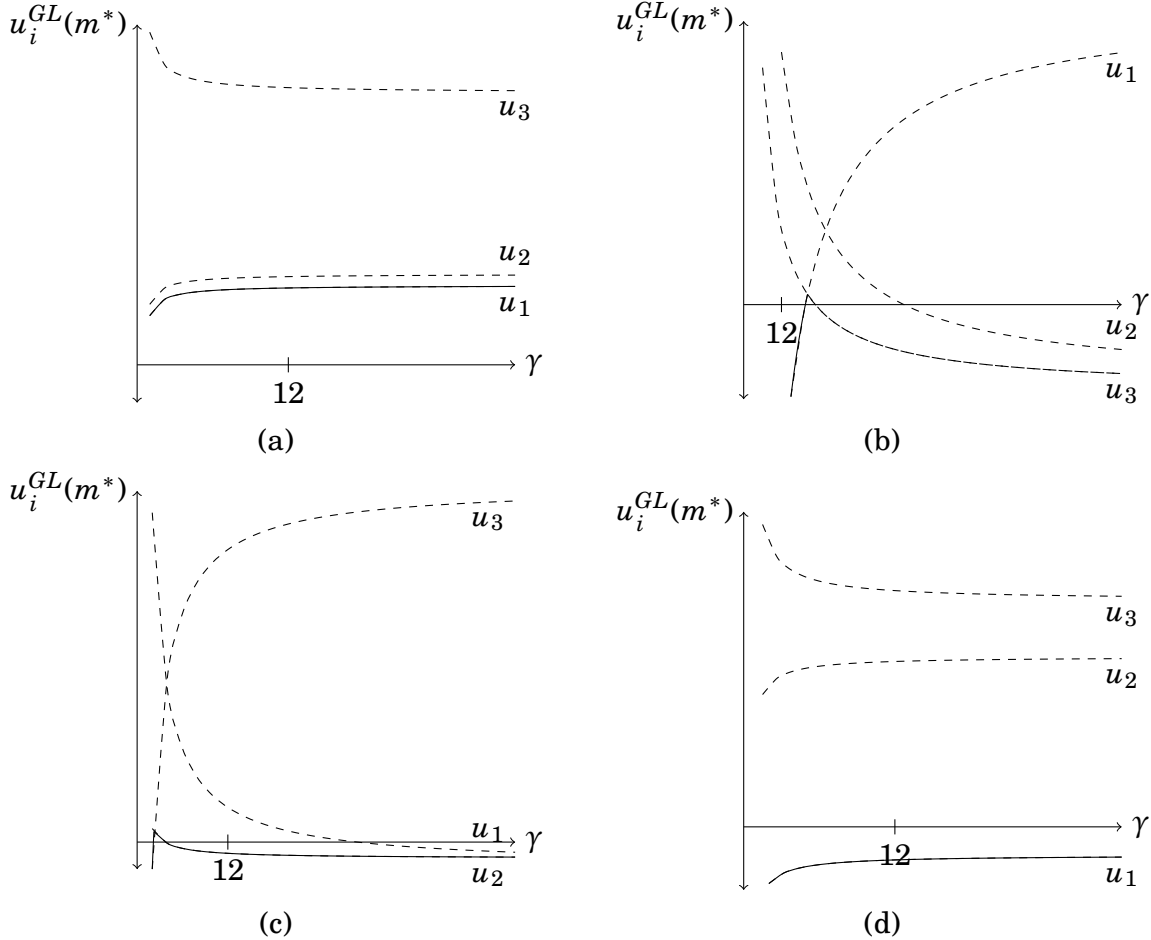 u_i^{GL}(m^*)
u_3
u_2
u_1
γ
12
(a)
u_i^{GL}(m^*)
u_1
γ
12
u_2
u_3
(b)
u_i^{GL}(m^*)
u_3
u_1
γ
12
u_2
(c)
u_i^{GL}(m^*)
u_3
u_2
γ
12
u_1
(d)